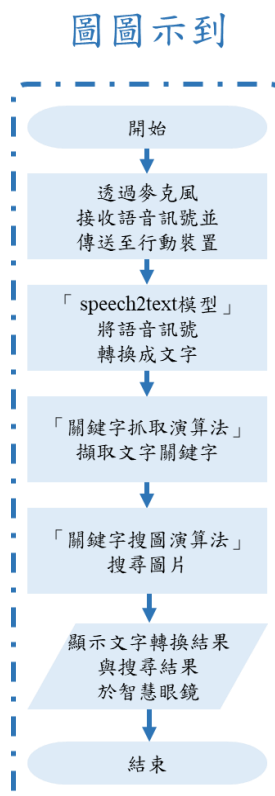 圖圖示到
開始
透過麥克風
接收語音訊號並
傳送至行動裝置
「speech2text模型」
將語音訊號
轉換成文字
「關鍵字抓取演算法」
擷取文字關鍵字
「關鍵字搜圖演算法」
搜尋圖片
顯示文字轉換結果
與搜尋結果
於智慧眼鏡
結束